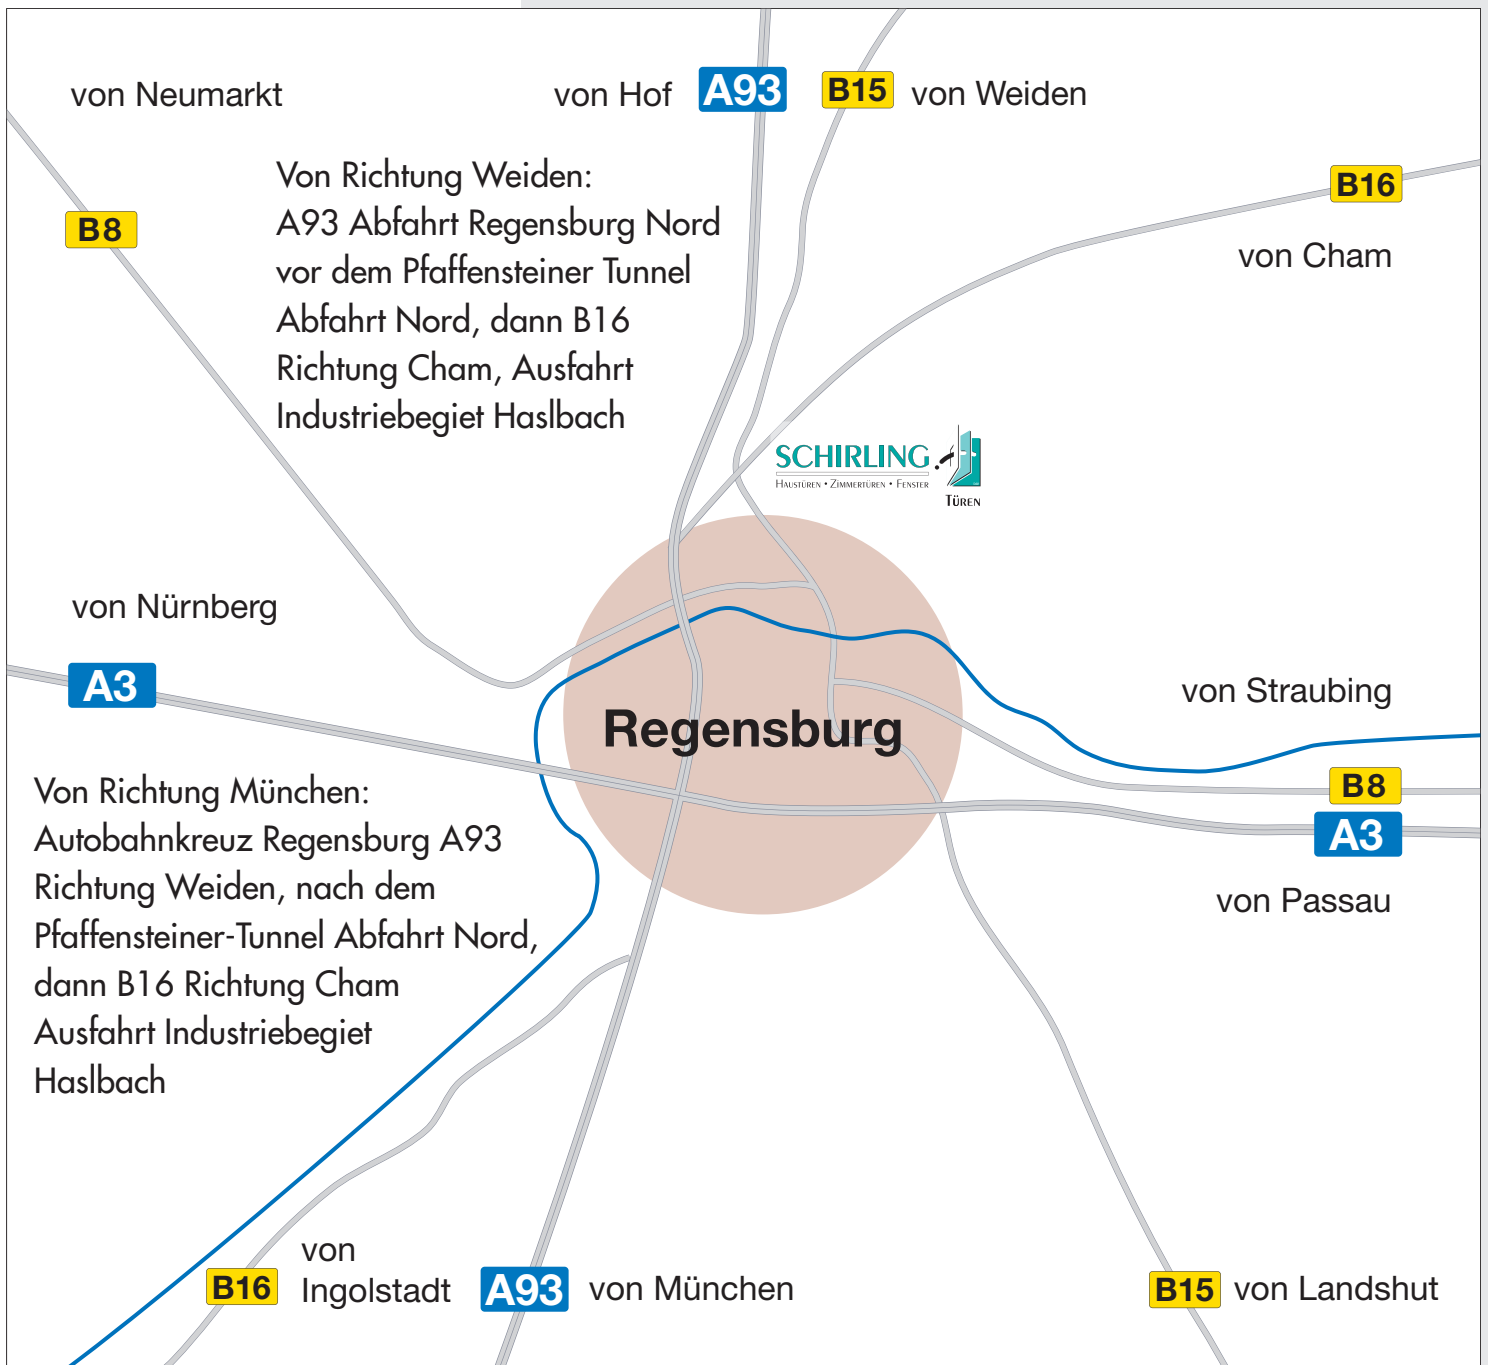 von Neumarkt
von Hof
A93
B15
von Weiden
B16
von Cham
B8
Von Richtung Weiden:
A93 Abfahrt Regensburg Nord
vor dem Pfaffensteiner Tunnel
Abfahrt Nord, dann B16
Richtung Cham, Ausfahrt
Industriebegiet Haslbach
SCHIRLING
HAUSTÜREN • ZIMMERTÜREN • FENSTER
TÜREN
von Nürnberg
A3
Regensburg
von Straubing
B8
A3
von Passau
Von Richtung München:
Autobahnkreuz Regensburg A93
Richtung Weiden, nach dem
Pfaffensteiner-Tunnel Abfahrt Nord,
dann B16 Richtung Cham
Ausfahrt Industriebegiet
Haslbach
B16
von
Ingolstadt
A93
von München
B15
von Landshut